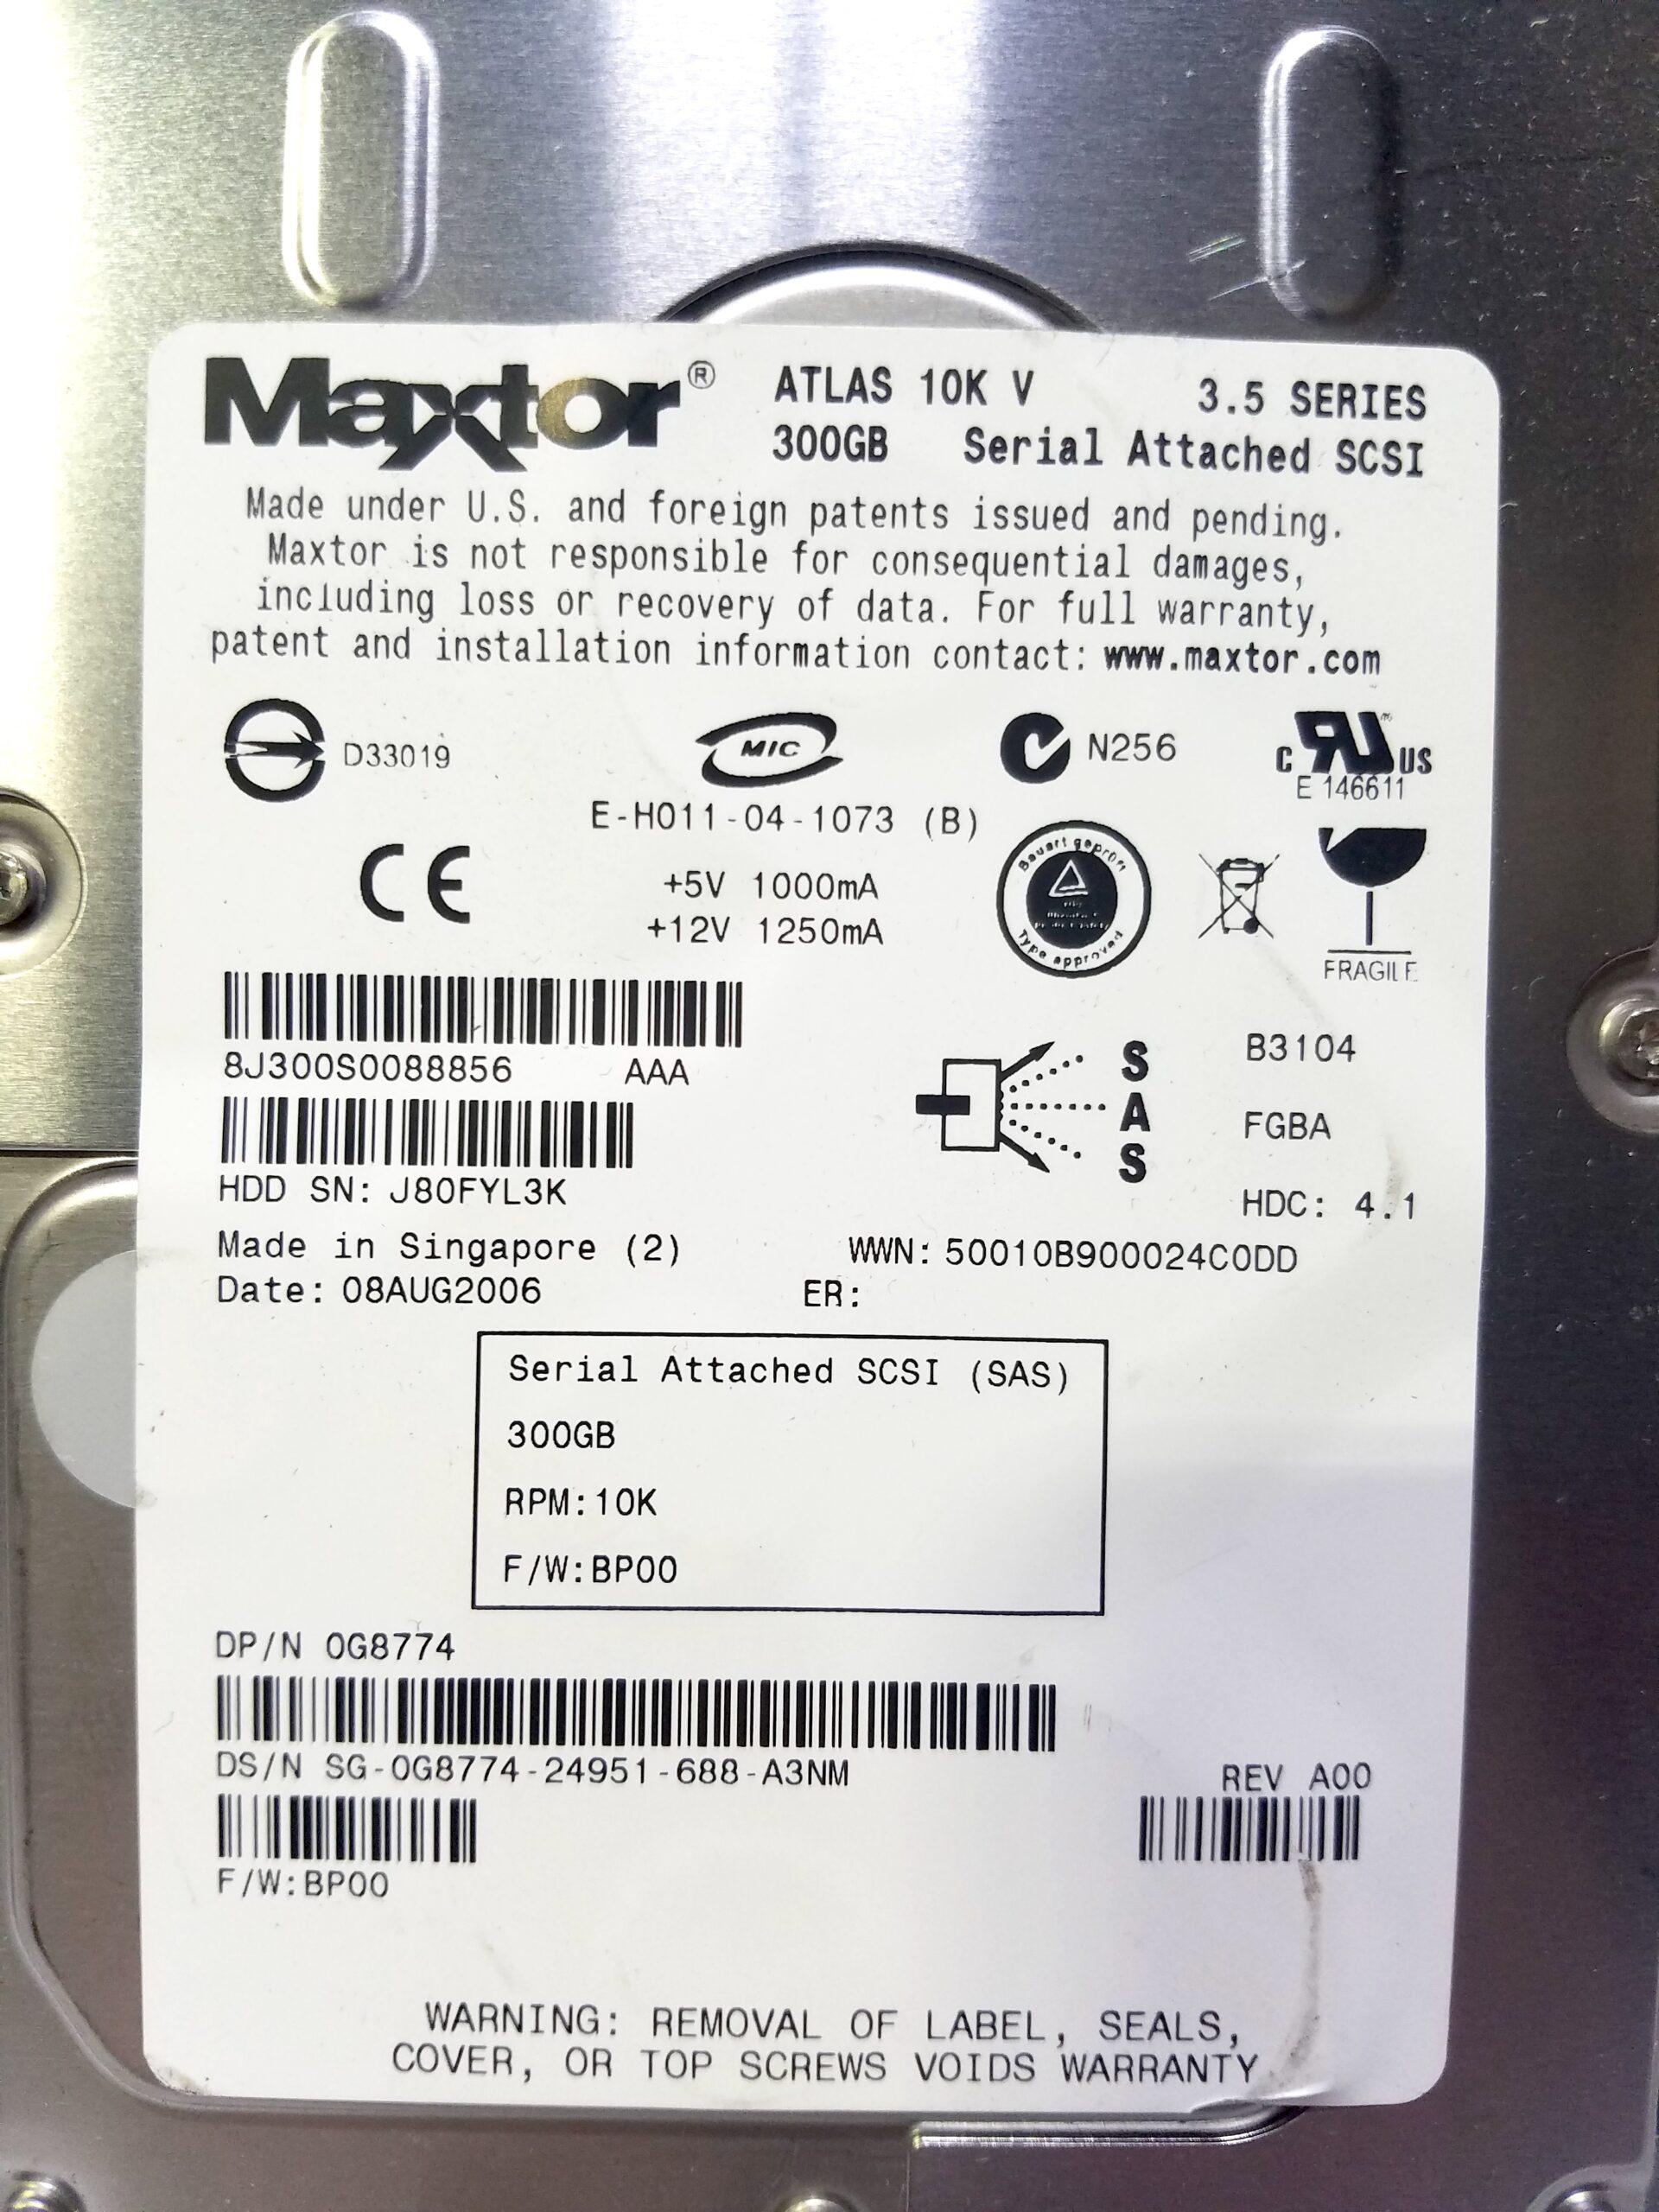 Maxtor® ATLAS 10K V 3.5 SERIES
300GB Serial Attached SCSI
Made under U.S. and foreign patents issued and pending.
Maxtor is not responsible for consequential damages,
including loss or recovery of data. For full warranty,
patent and installation information contact: www.maxtor.com
D33019
MIC
N256
C US
E 146611
E-H011-04-1073 (B)
CE
+5V 1000mA
+12V 1250mA
Bauart geprüft
Type approved
FRAGILE
8J300S0088856 AAA
SAS
B3104
FGBA
HDC: 4.1
HDD SN: J80FYL3K
Made in Singapore (2) WWN: 50010B900024C0DD
Date: 08AUG2006 ER:
Serial Attached SCSI (SAS)
300GB
RPM:10K
F/W:BP00
DP/N 0G8774
DS/N SG-0G8774-24951-688-A3NM
REV A00
F/W:BP00
WARNING: REMOVAL OF LABEL, SEALS,
COVER, OR TOP SCREWS VOIDS WARRANTY